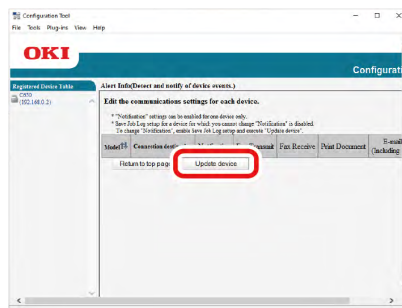 Configuration Tool
File Tools Plug-ins View Help
OKI
Configurati
Registered Device Table
C850
(192.168.0.2)
Alert Info(Detect and notify of device events.)
Edit the communications settings for each device.
* "Notification" settings can be enabled for one device only.
* Save Job Log setup for a device for which you cannot change "Notification" is disabled.
To change "Notification", enable Save Job Log setup and execute "Update device".
Model Connection desti Transmit Fax Receive Print Document E-mail (Including
Return to top page Update device